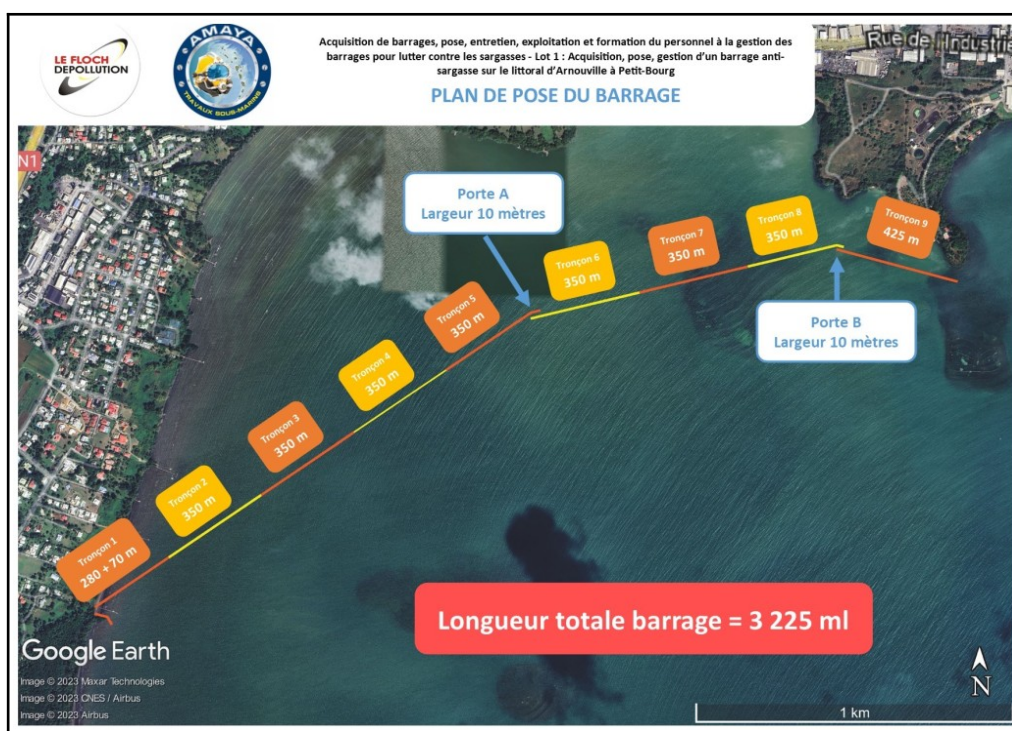 LE FLOCH
DEPOLLUTION
AMAYA
TRAVAUX SOUS-MARINS
Acquisition de barrages, pose, entretien, exploitation et formation du personnel à la gestion des
barrages pour lutter contre les sargasses - Lot 1 : Acquisition, pose, gestion d'un barrage anti-
sargasse sur le littoral d'Arnouville à Petit-Bourg
PLAN DE POSE DU BARRAGE
Rue de l'Industrie
N1
Porte A
Largeur 10 mètres
Tronçon 9
425 m
Tronçon 8
350 m
Tronçon 7
350 m
Tronçon 6
350 m
Tronçon 5
350 m
Porte B
Largeur 10 mètres
Tronçon 4
350 m
Tronçon 3
350 m
Tronçon 2
350 m
Tronçon 1
280 + 70 m
Longueur totale barrage = 3 225 ml
Google Earth
Image © 2023 Maxar Technologies
Image © 2023 CNES / Airbus
Image © 2023 Airbus
N
1 km